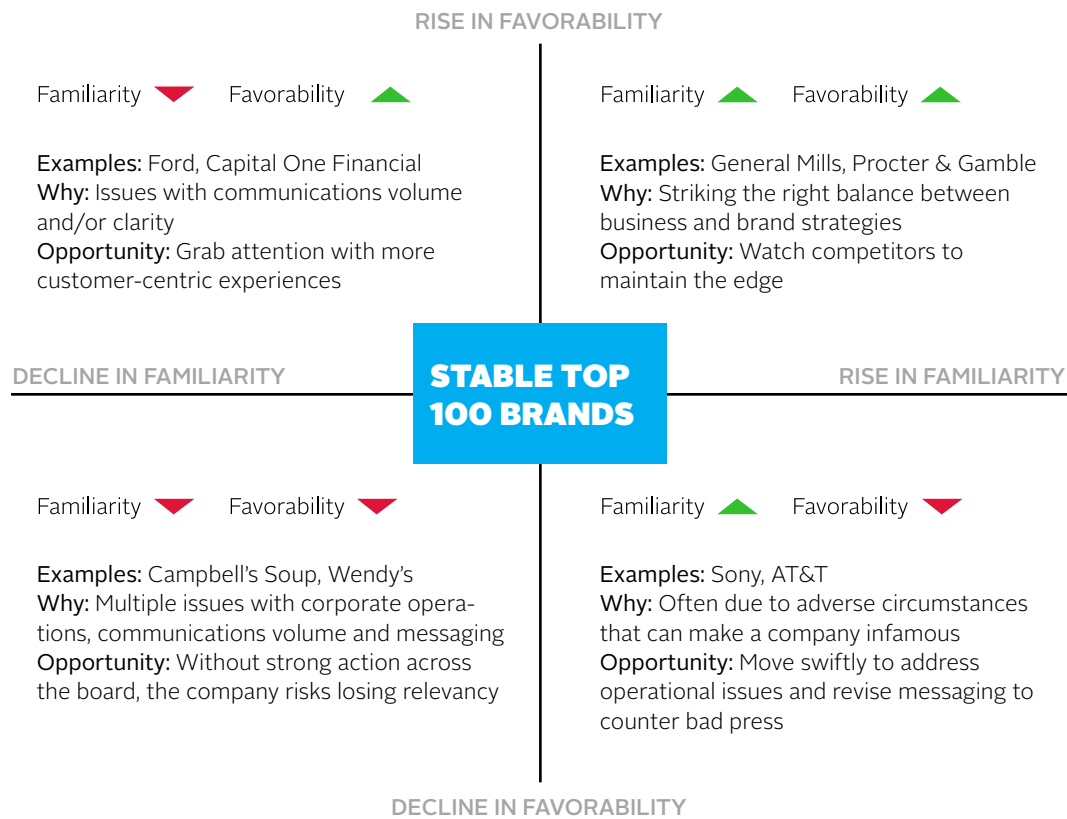 RISE IN FAVORABILITY
Familiarity Favorability
Examples: Ford, Capital One Financial
Why: Issues with communications volume
and/or clarity
Opportunity: Grab attention with more
customer-centric experiences
Familiarity Favorability
Examples: General Mills, Procter & Gamble
Why: Striking the right balance between
business and brand strategies
Opportunity: Watch competitors to
maintain the edge
DECLINE IN FAMILIARITY
STABLE TOP
100 BRANDS
RISE IN FAMILIARITY
Familiarity Favorability
Examples: Campbell’s Soup, Wendy’s
Why: Multiple issues with corporate opera-
tions, communications volume and messaging
Opportunity: Without strong action across
the board, the company risks losing relevancy
Familiarity Favorability
Examples: Sony, AT&T
Why: Often due to adverse circumstances
that can make a company infamous
Opportunity: Move swiftly to address
operational issues and revise messaging to
counter bad press
DECLINE IN FAVORABILITY